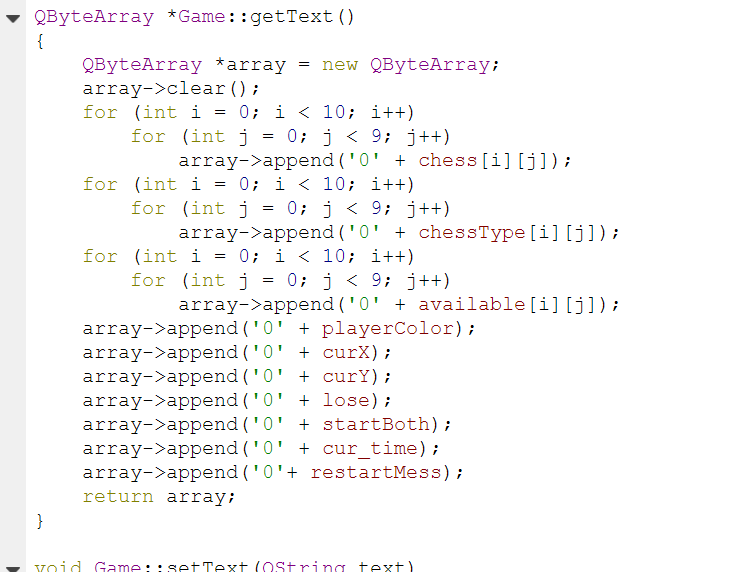 QByteArray *Game::getText()
{
    QByteArray *array = new QByteArray;
    array->clear();
    for (int i = 0; i < 10; i++)
        for (int j = 0; j < 9; j++)
            array->append('0' + chess[i][j]);
    for (int i = 0; i < 10; i++)
        for (int j = 0; j < 9; j++)
            array->append('0' + chessType[i][j]);
    for (int i = 0; i < 10; i++)
        for (int j = 0; j < 9; j++)
            array->append('0' + available[i][j]);
    array->append('0' + playerColor);
    array->append('0' + curX);
    array->append('0' + curY);
    array->append('0' + lose);
    array->append('0' + startBoth);
    array->append('0' + cur_time);
    array->append('0'+ restartMess);
    return array;
}
void Game::setText(QString text)